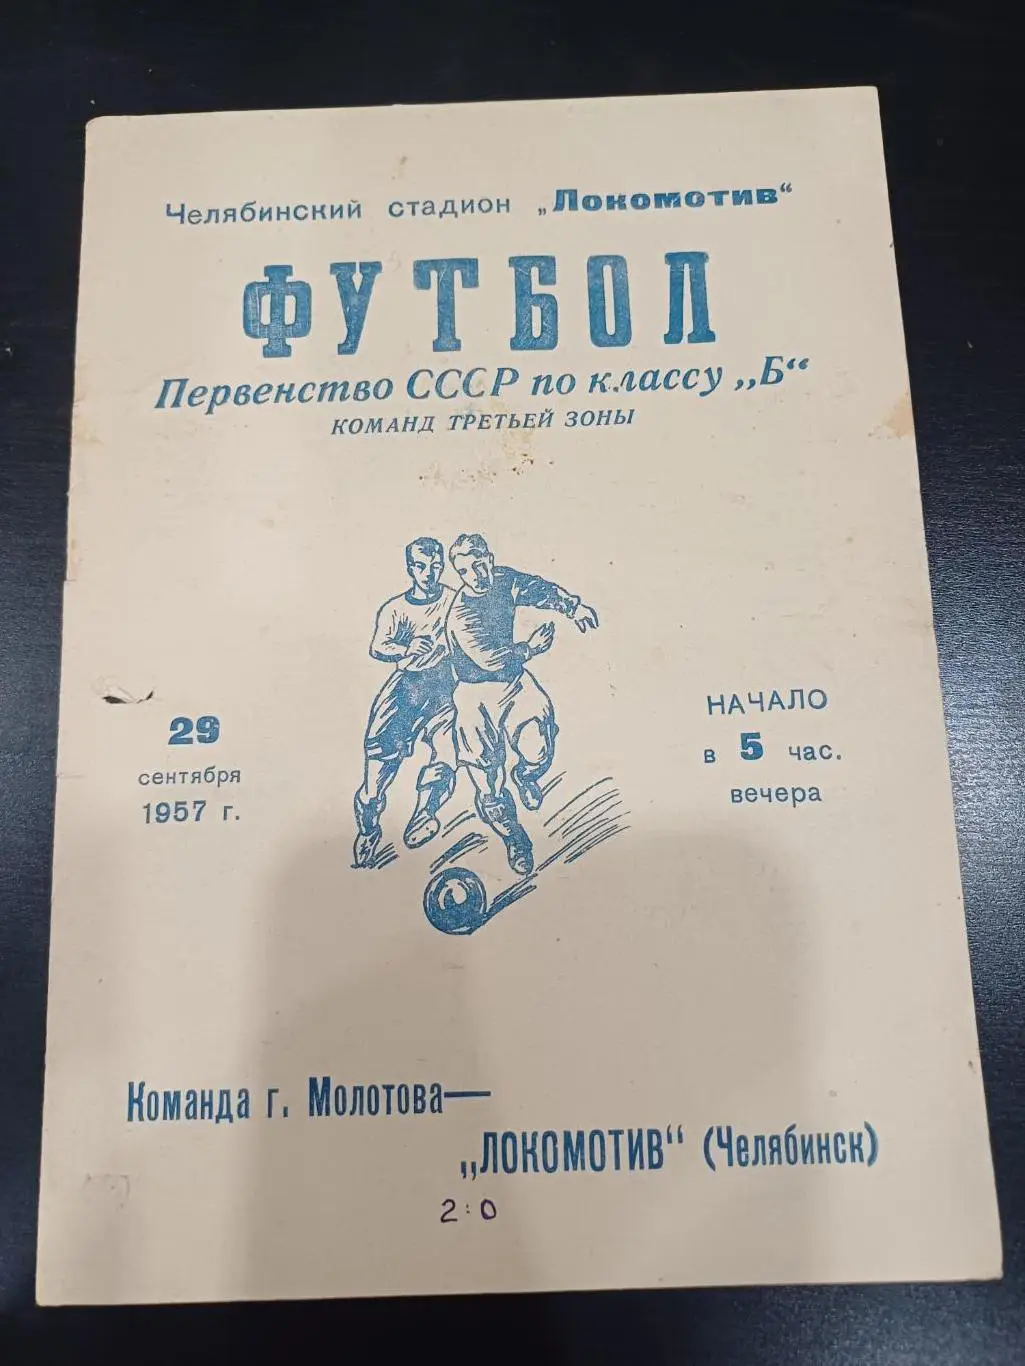 Челябинский стадион „Локомотив“
ФУТБОЛ
Первенство СССР по классу „Б“
КОМАНД ТРЕТЬЕЙ ЗОНЫ
29
сентября
1957 г.
НАЧАЛО
в 5 час.
вечера
Команда г. Молотова—
„ЛОКОМОТИВ“ (Челябинск)
2:0